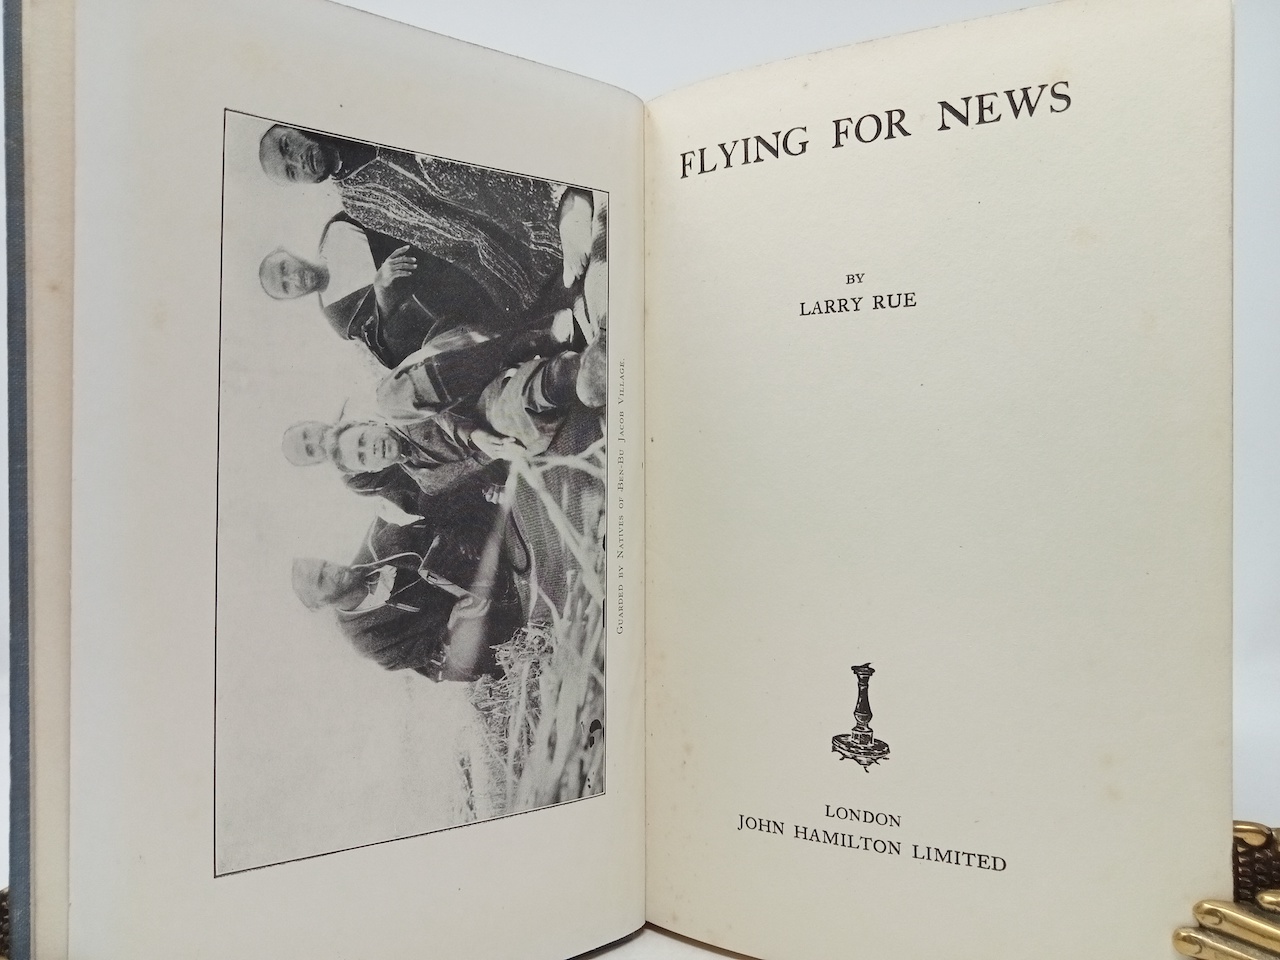 GUARDED BY NATIVES OF BEN-BU JACOB VILLAGE.
FLYING FOR NEWS
BY
LARRY RUE
LONDON
JOHN HAMILTON LIMITED